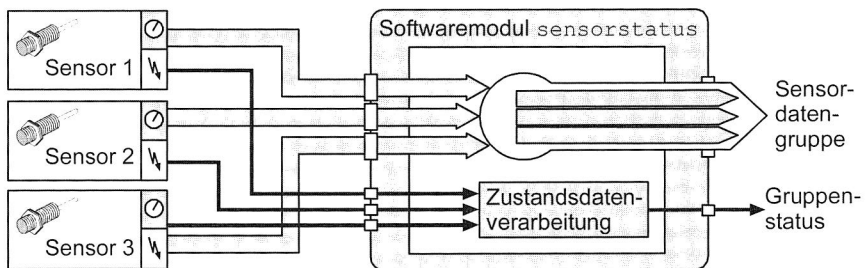 Softwaremodul sensorstatus
Sensor 1
Sensor 2
Sensor 3
Zustandsdaten-
verarbeitung
Sensor-
daten-
gruppe
Gruppen-
status